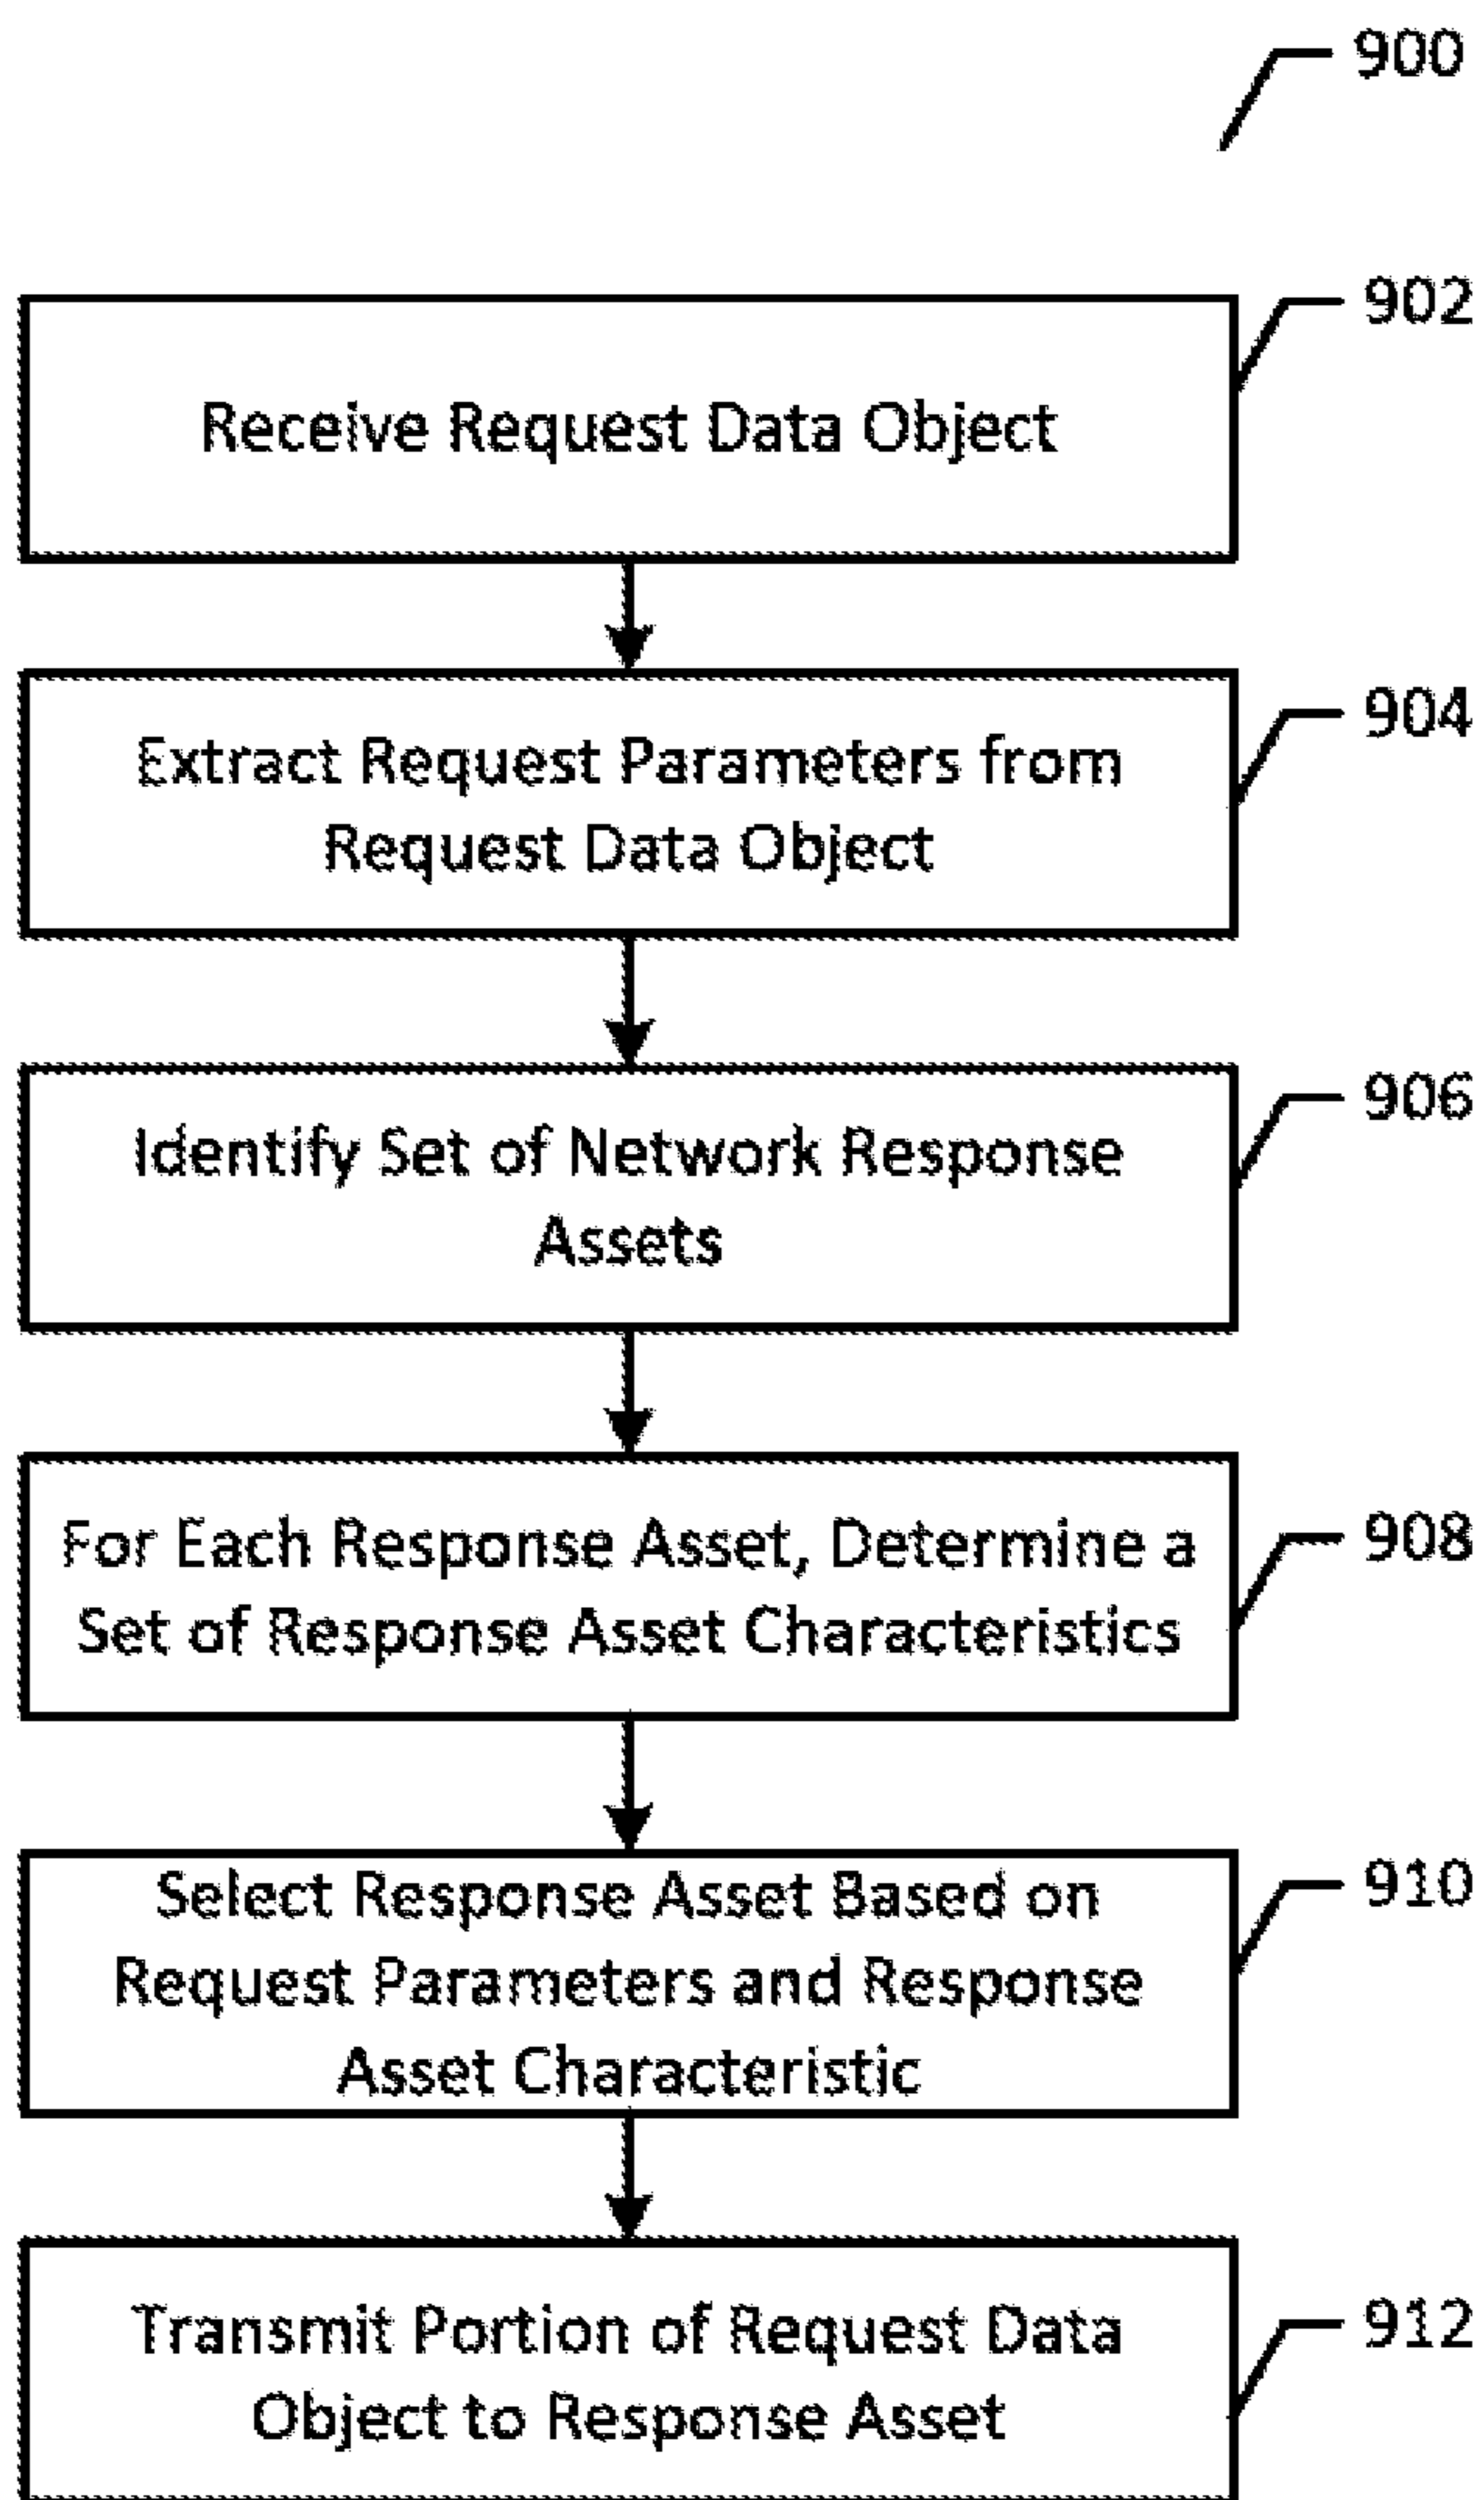 900
902
Receive Request Data Object
904
Extract Request Parameters from
Request Data Object
906
Identify Set of Network Response
Assets
908
For Each Response Asset, Determine a
Set of Response Asset Characteristics
910
Select Response Asset Based on
Request Parameters and Response
Asset Characteristic
912
Transmit Portion of Request Data
Object to Response Asset